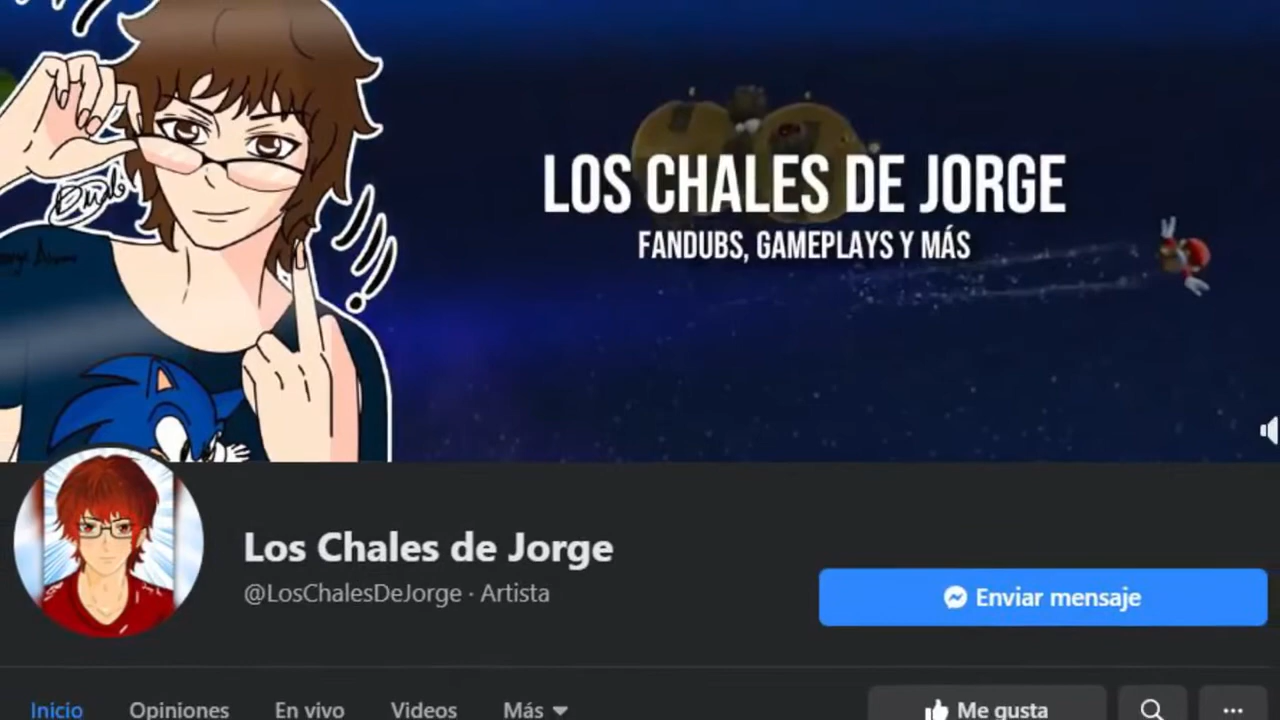 LOS CHALES DE JORGE
FANDUBS, GAMEPLAYS Y MÁS
Los Chales de Jorge
@LosChalesDeJorge · Artista
Enviar mensaje
Inicio Opiniones En vivo Videos Más
Me gusta